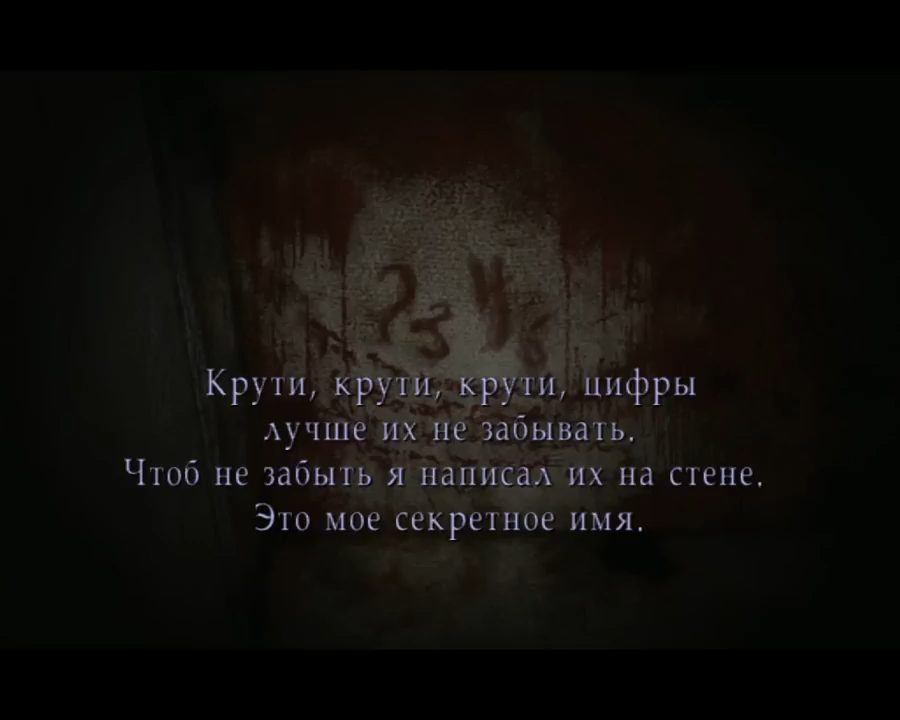 Крути, крути, крути, цифры
лучше их не забывать.
Чтоб не забыть я написал их на стене.
Это мое секретное имя.